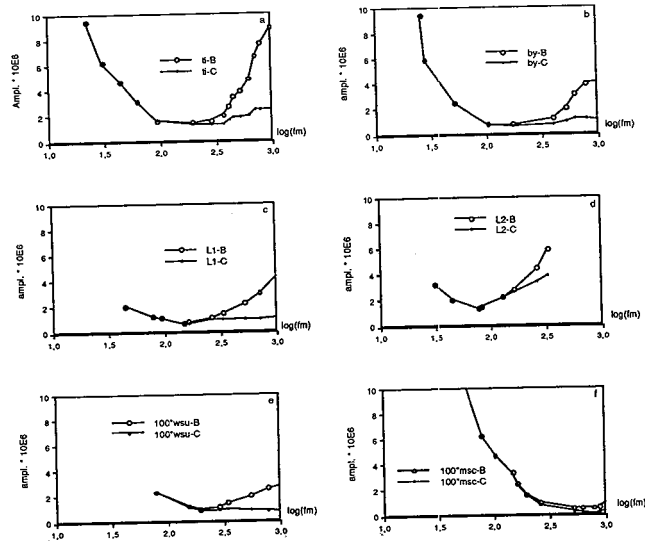 a
Ampl. * 10E6
10
8
6
4
2
0
ti-B
ti-C
log(fm)
1,0 1,5 2,0 2,5 3,0
b
ampl. * 10E6
10
8
6
4
2
0
by-B
by-C
log(fm)
1,0 1,5 2,0 2,5 3,0
c
ampl. * 10E6
10
8
6
4
2
0
L1-B
L1-C
log(fm)
1,0 1,5 2,0 2,5 3,0
d
ampl. * 10E6
10
8
6
4
2
0
L2-B
L2-C
log(fm)
1,0 1,5 2,0 2,5 3,0
e
ampl. * 10E6
10
8
6
4
2
0
100*wsu-B
100*wsu-C
log(fm)
1,0 1,5 2,0 2,5 3,0
f
ampl. * 10E6
10
8
6
4
2
0
100*msc-B
100*msc-C
log(fm)
1,0 1,5 2,0 2,5 3,0